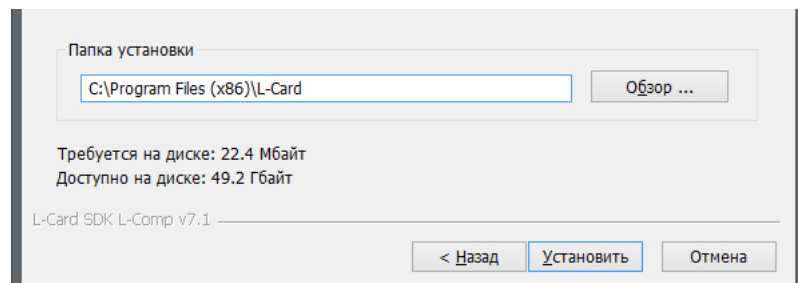 Папка установки
C:\Program Files (x86)\L-Card
Обзор ...
Требуется на диске: 22.4 Мбайт
Доступно на диске: 49.2 Гбайт
L-Card SDK L-Comp v7.1
< Назад Установить Отмена